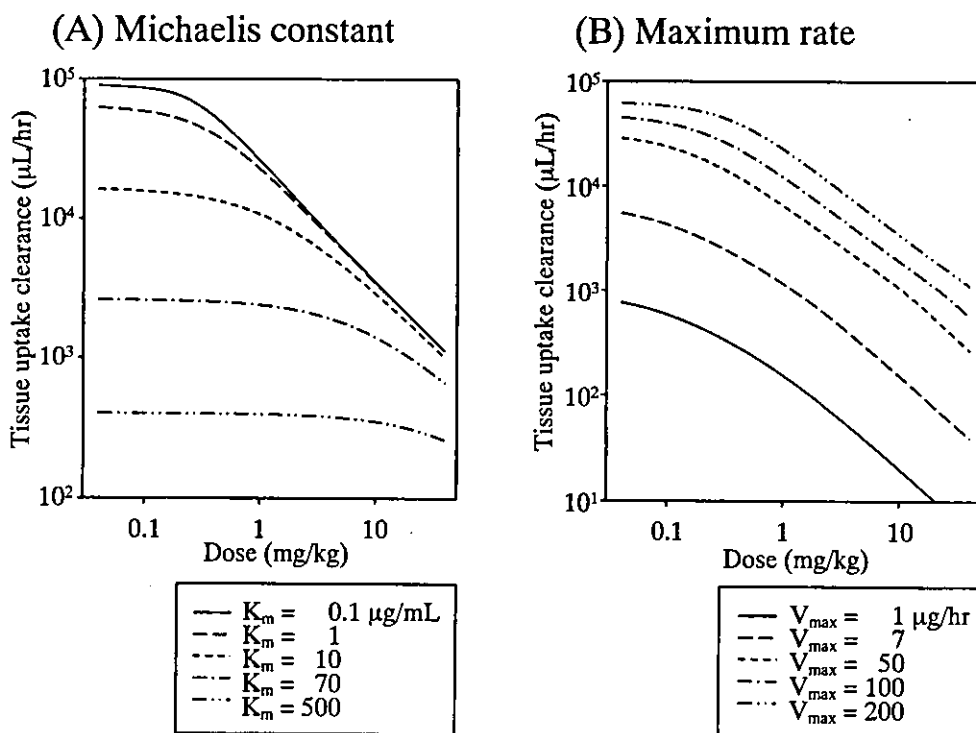 (A) Michaelis constant
10⁵
10⁴
10³
10²
Tissue uptake clearance (μL/hr)
0.1 1 10
Dose (mg/kg)
Kₘ = 0.1 μg/mL
Kₘ = 1
Kₘ = 10
Kₘ = 70
Kₘ = 500
(B) Maximum rate
10⁵
10⁴
10³
10²
10¹
Tissue uptake clearance (μL/hr)
0.1 1 10
Dose (mg/kg)
Vₘₐₓ = 1 μg/hr
Vₘₐₓ = 7
Vₘₐₓ = 50
Vₘₐₓ = 100
Vₘₐₓ = 200